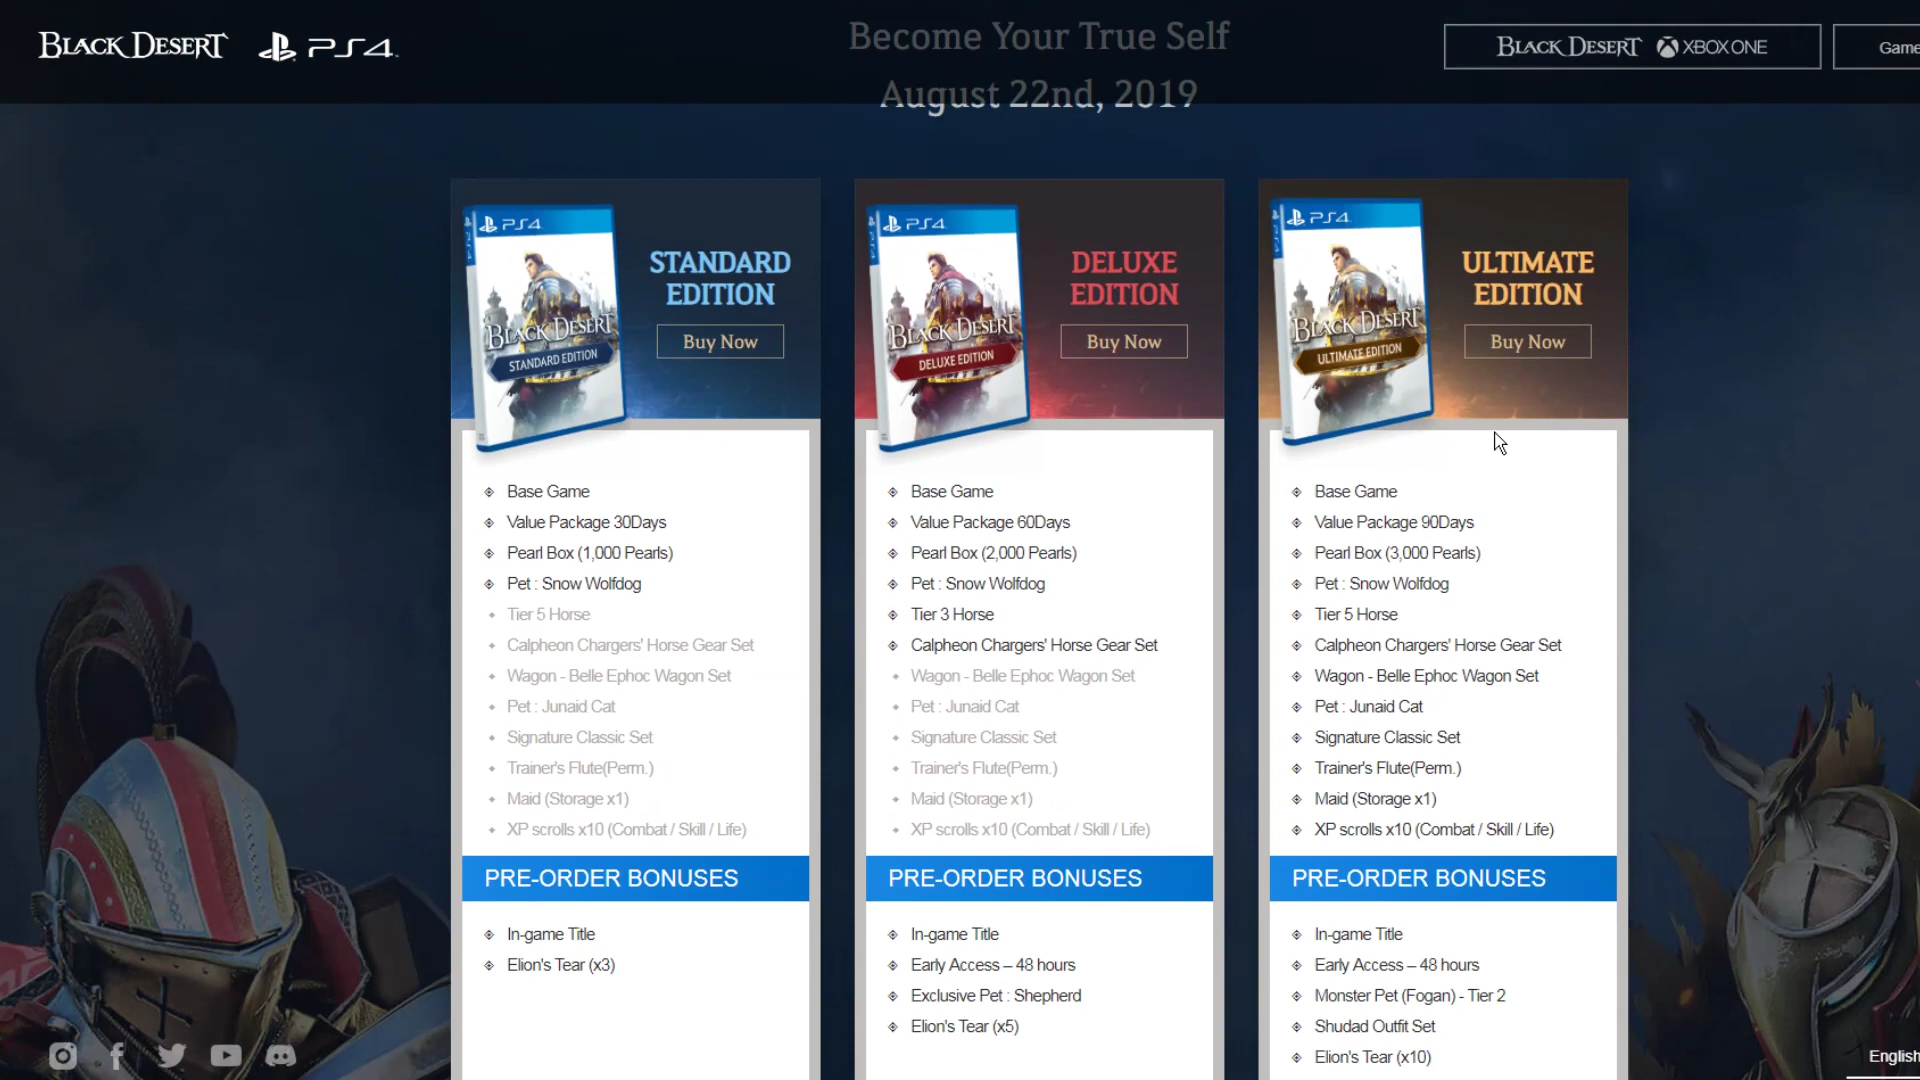 BLACK DESERT PS4
Become Your True Self
BLACK DESERT XBOX ONE
Game
August 22nd, 2019
PS4
STANDARD
EDITION
BLACK DESERT
STANDARD EDITION
Buy Now
Base Game
Value Package 30Days
Pearl Box (1,000 Pearls)
Pet : Snow Wolfdog
Tier 5 Horse
Calpheon Chargers' Horse Gear Set
Wagon - Belle Ephoc Wagon Set
Pet : Junaid Cat
Signature Classic Set
Trainer's Flute(Perm.)
Maid (Storage x1)
XP scrolls x10 (Combat / Skill / Life)
PRE-ORDER BONUSES
In-game Title
Elion's Tear (x3)
PS4
DELUXE
EDITION
BLACK DESERT
DELUXE EDITION
Buy Now
Base Game
Value Package 60Days
Pearl Box (2,000 Pearls)
Pet : Snow Wolfdog
Tier 3 Horse
Calpheon Chargers' Horse Gear Set
Wagon - Belle Ephoc Wagon Set
Pet : Junaid Cat
Signature Classic Set
Trainer's Flute(Perm.)
Maid (Storage x1)
XP scrolls x10 (Combat / Skill / Life)
PRE-ORDER BONUSES
In-game Title
Early Access – 48 hours
Exclusive Pet : Shepherd
Elion's Tear (x5)
PS4
ULTIMATE
EDITION
BLACK DESERT
ULTIMATE EDITION
Buy Now
Base Game
Value Package 90Days
Pearl Box (3,000 Pearls)
Pet : Snow Wolfdog
Tier 5 Horse
Calpheon Chargers' Horse Gear Set
Wagon - Belle Ephoc Wagon Set
Pet : Junaid Cat
Signature Classic Set
Trainer's Flute(Perm.)
Maid (Storage x1)
XP scrolls x10 (Combat / Skill / Life)
PRE-ORDER BONUSES
In-game Title
Early Access – 48 hours
Monster Pet (Fogan) - Tier 2
Shudad Outfit Set
Elion's Tear (x10)
English